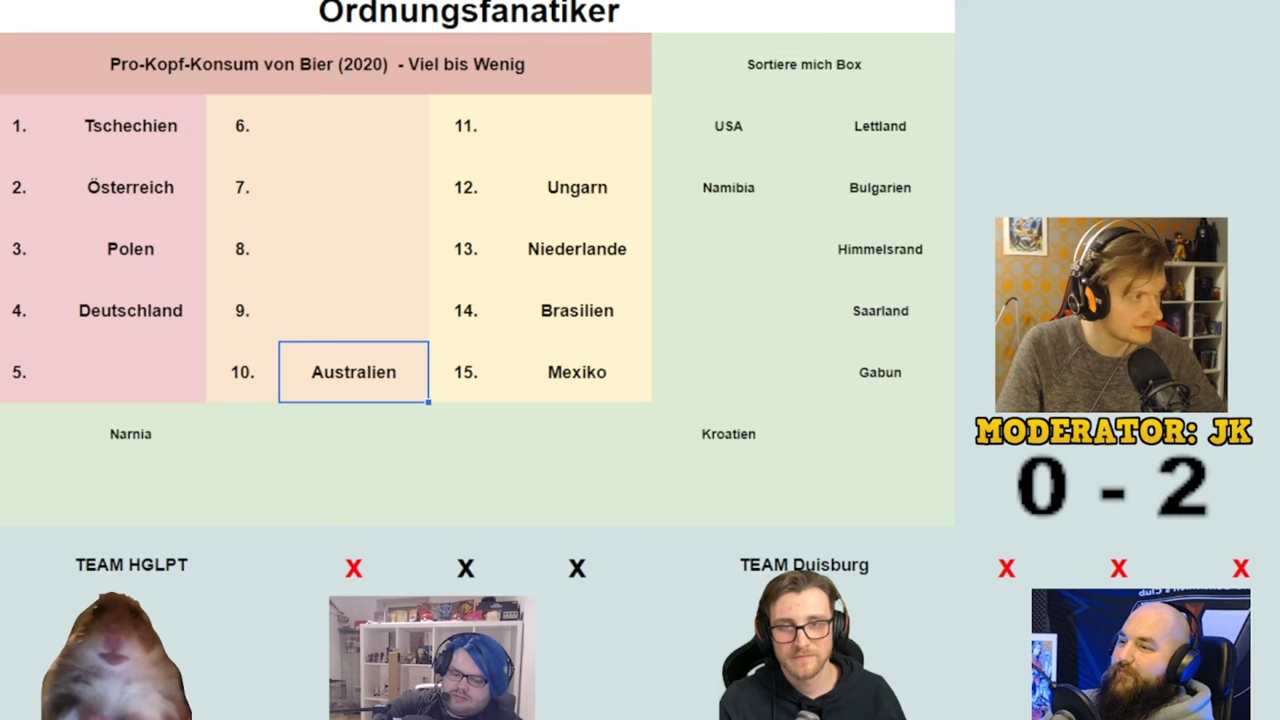 Ordnungsfanatiker
Pro-Kopf-Konsum von Bier (2020) - Viel bis Wenig
Sortiere mich Box
1. Tschechien 6. 11. USA Lettland
2. Österreich 7. 12. Ungarn Namibia Bulgarien
3. Polen 8. 13. Niederlande Himmelsrand
4. Deutschland 9. 14. Brasilien Saarland
5. 10. Australien 15. Mexiko Gabun
Narnia Kroatien
MODERATOR: JK
0 - 2
TEAM HGLPT X X X TEAM Duisburg X X X